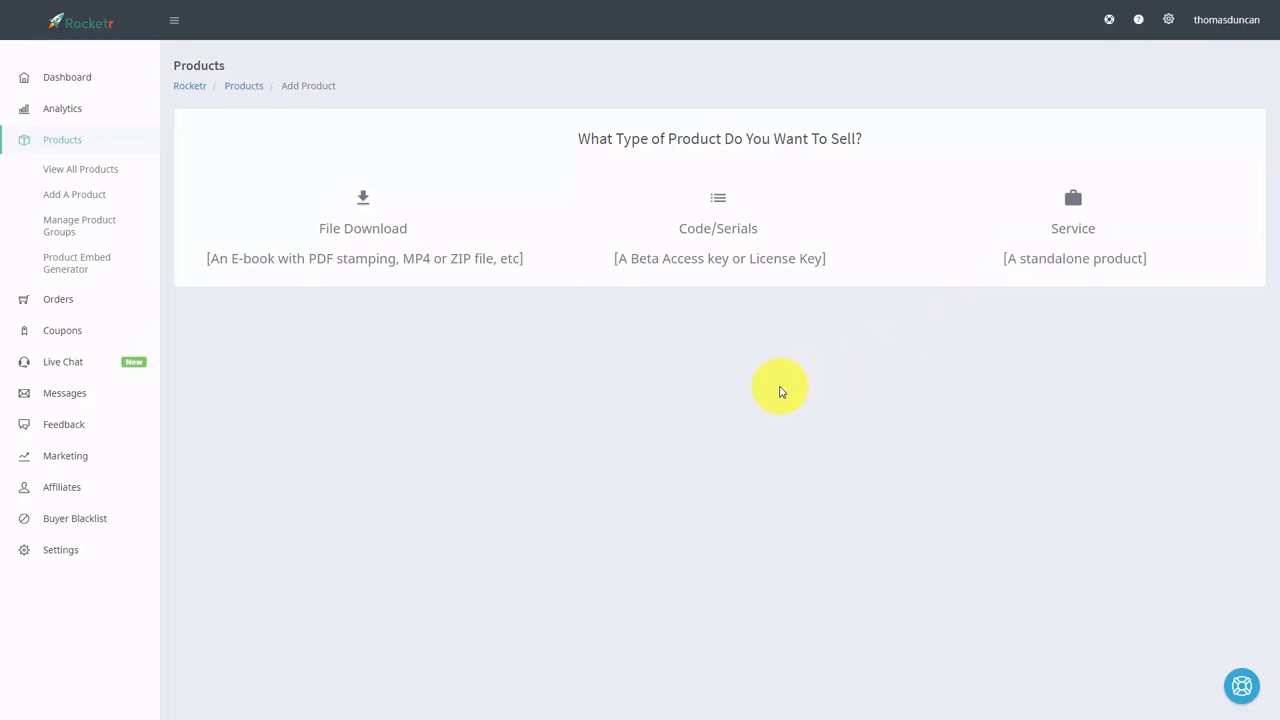 Rocketr
thomasduncan
Dashboard
Analytics
Products
View All Products
Add A Product
Manage Product
Groups
Product Embed
Generator
Orders
Coupons
Live Chat New
Messages
Feedback
Marketing
Affiliates
Buyer Blacklist
Settings
Products
Rocketr / Products / Add Product
What Type of Product Do You Want To Sell?
File Download
[An E-book with PDF stamping, MP4 or ZIP file, etc]
Code/Serials
[A Beta Access key or License Key]
Service
[A standalone product]